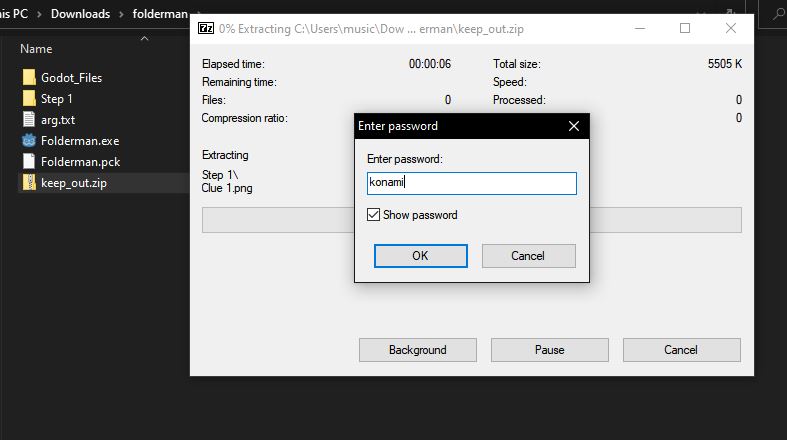 his PC > Downloads > folderman >
Name
Godot_Files
Step 1
arg.txt
Folderman.exe
Folderman.pck
keep_out.zip
7z 0% Extracting C:\Users\music\Dow ... erman\keep_out.zip
Elapsed time: 00:00:06 Total size: 5505 K
Remaining time: Speed:
Files: 0 Processed: 0
Compression ratio: 0
Extracting
Step 1\
Clue 1.png
Enter password
Enter password:
konami
Show password
OK Cancel
Background Pause Cancel